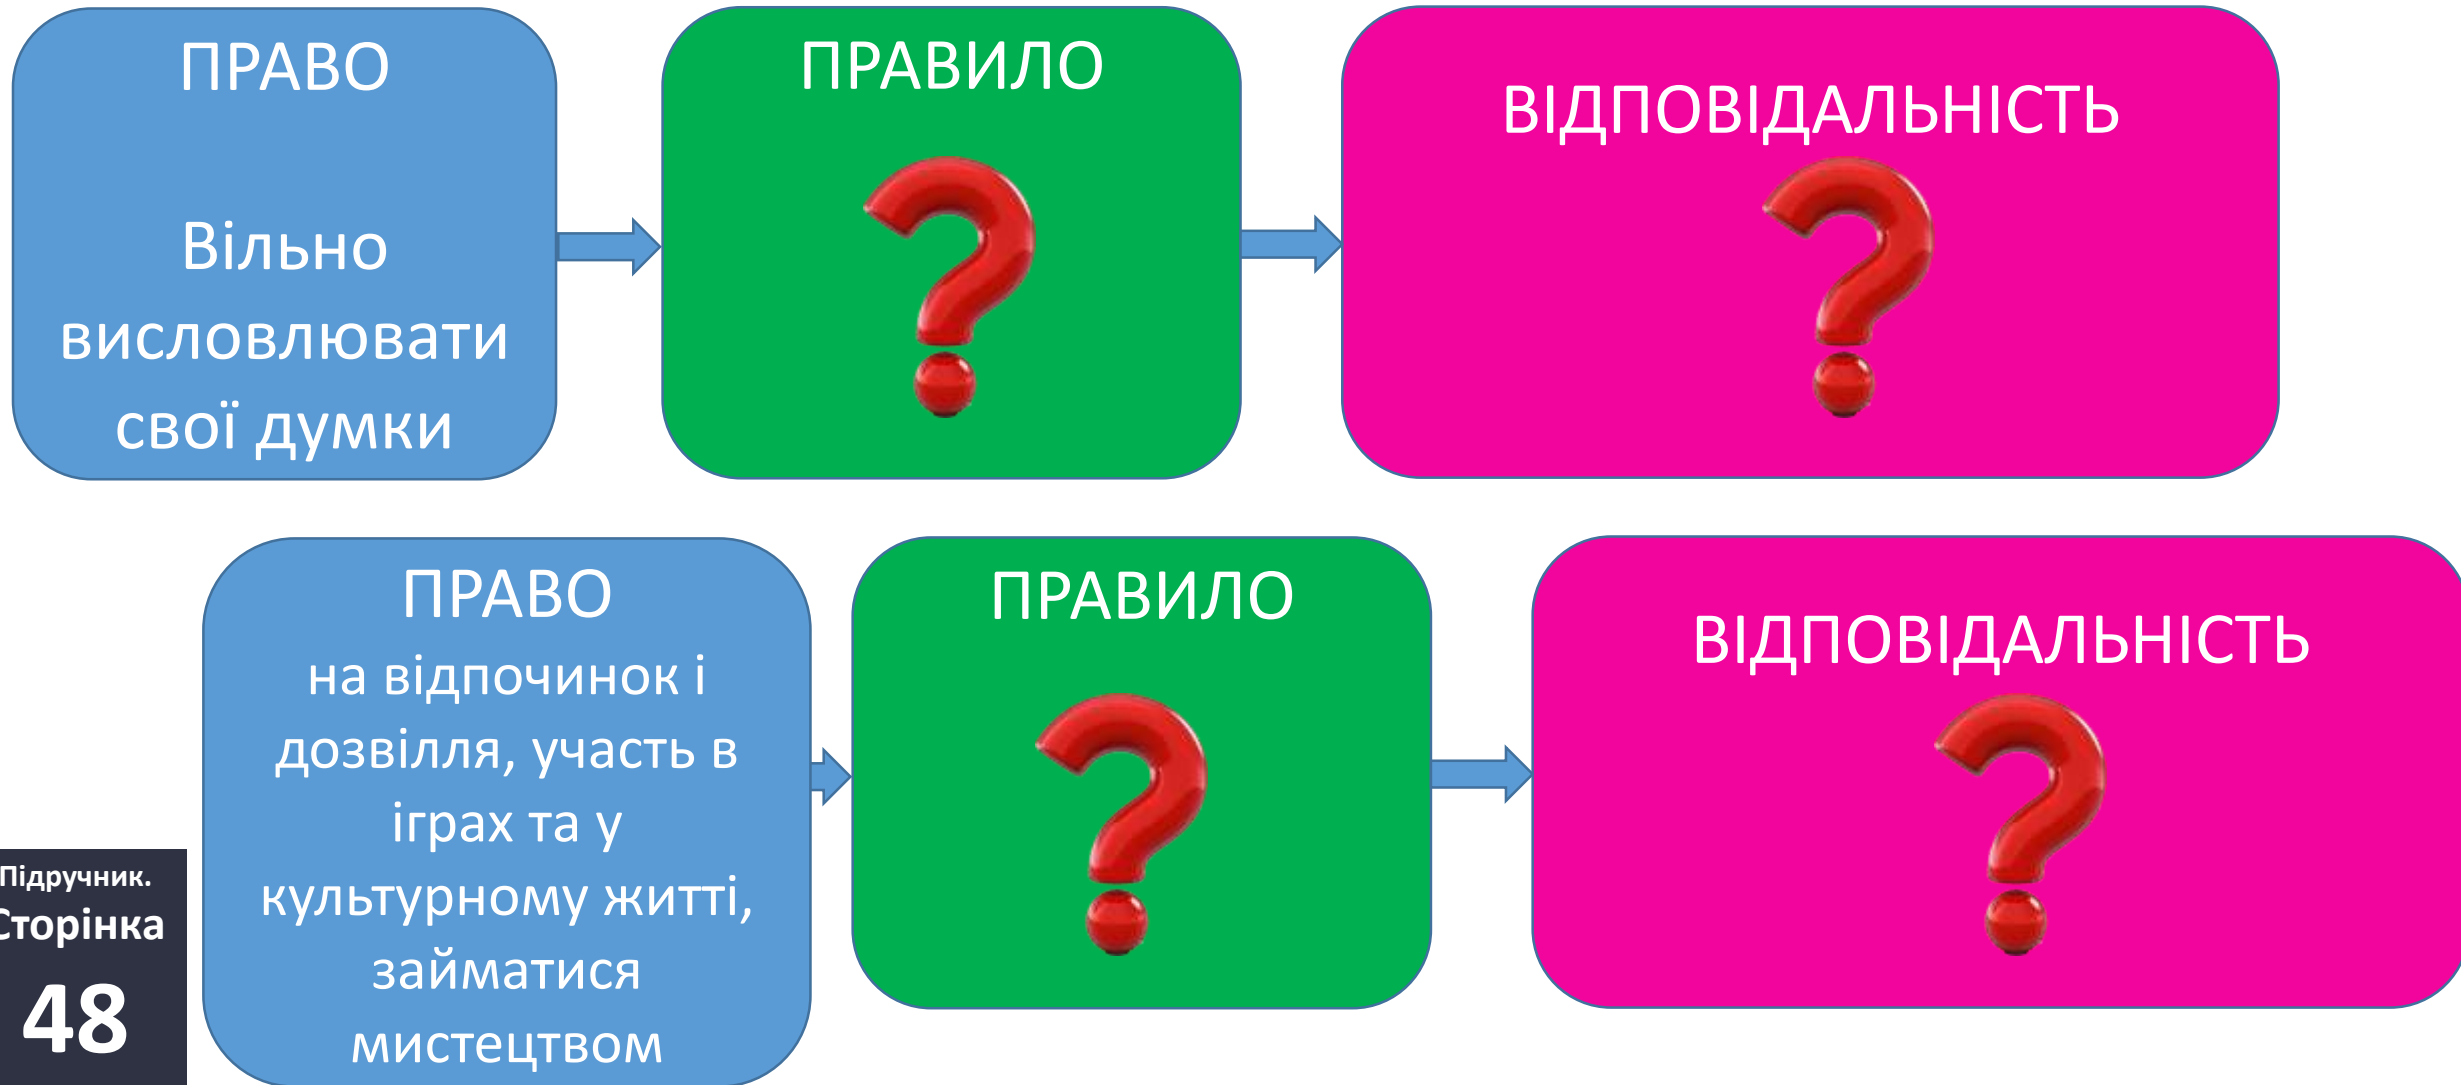 ПРАВО
Вільно
висловлювати
свої думки
ПРАВИЛО
ВІДПОВІДАЛЬНІСТЬ
ПРАВО
на відпочинок і
дозвілля, участь в
іграх та у
культурному житті,
займатися
мистецтвом
ПРАВИЛО
ВІДПОВІДАЛЬНІСТЬ
Підручник.
Сторінка
48